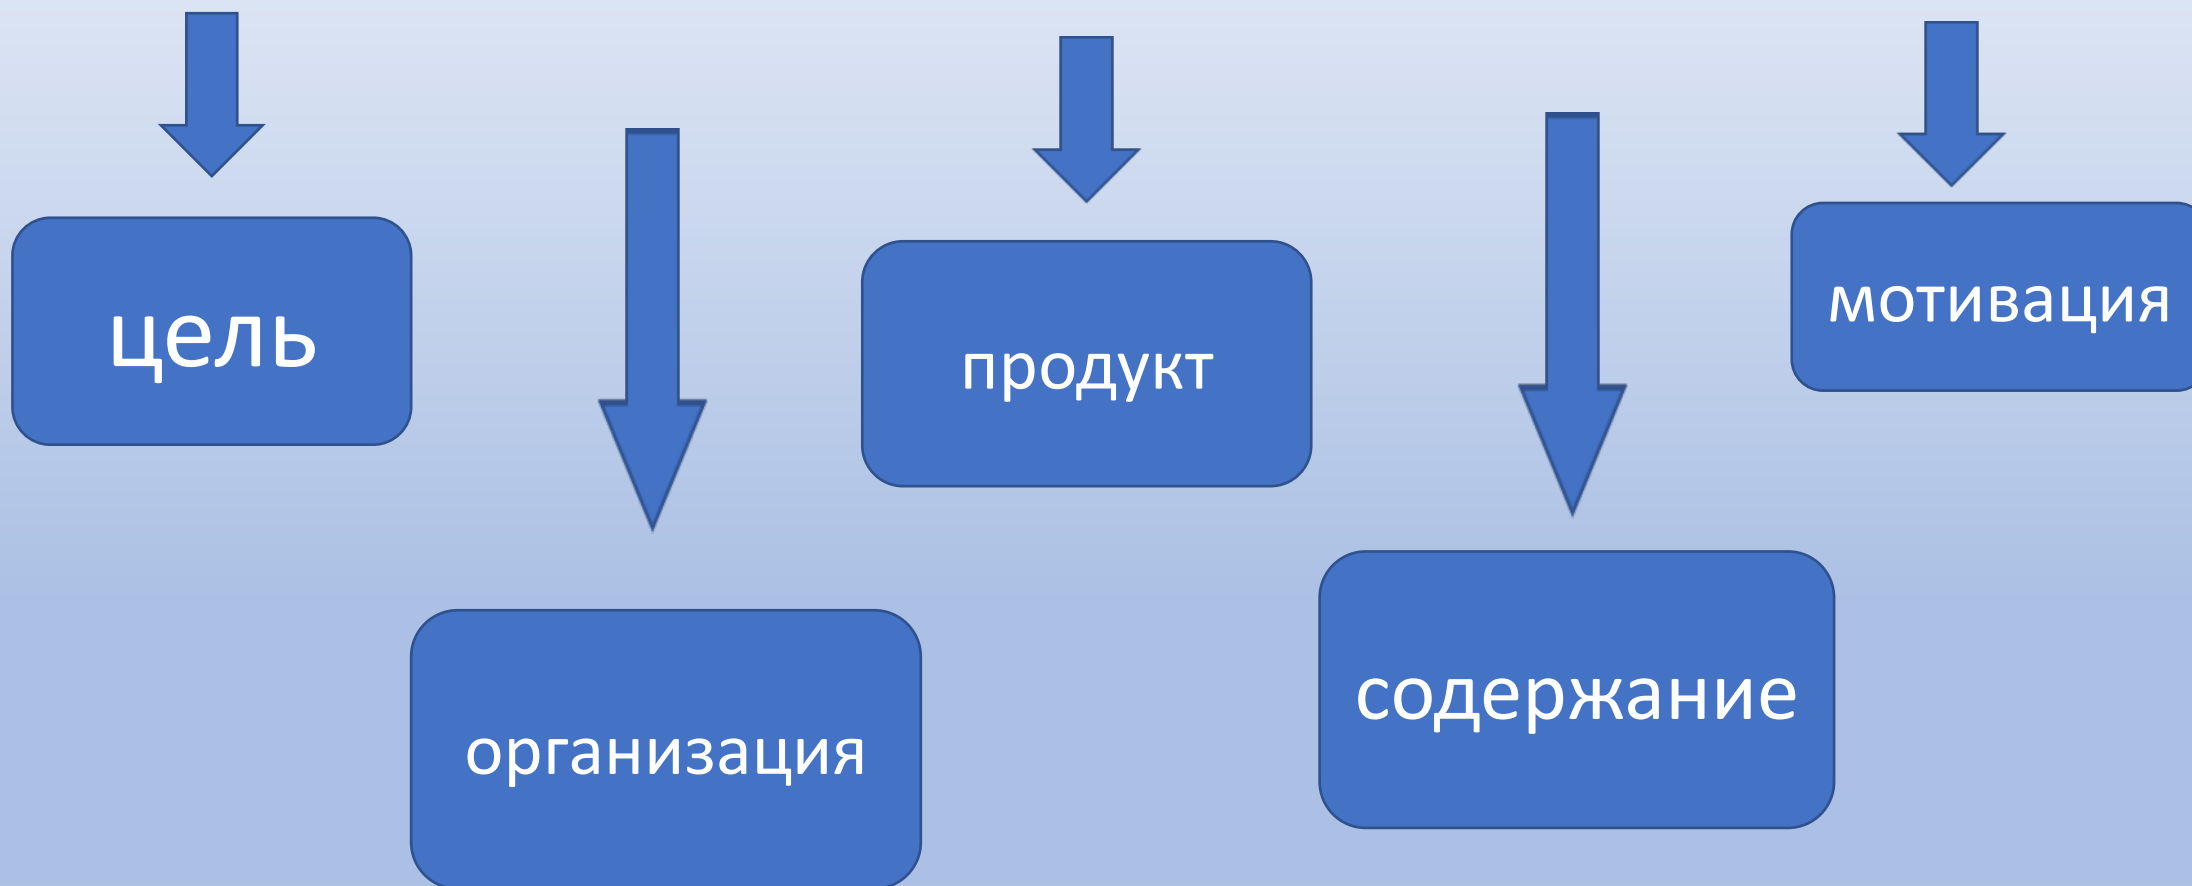 цель
организация
продукт
содержание
мотивация